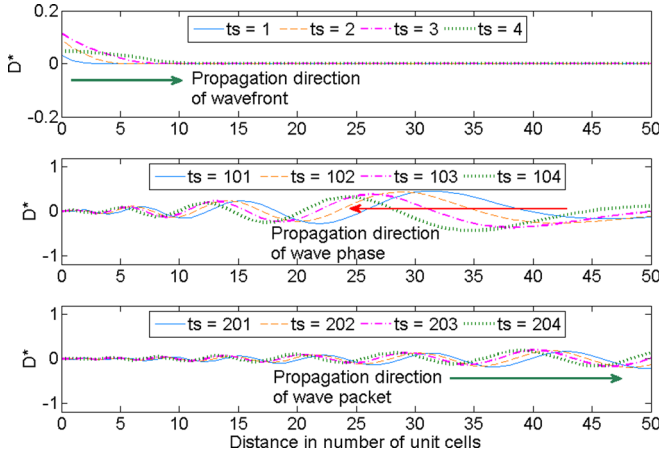 0.2
ts = 1 ts = 2 ts = 3 ts = 4
D*
0
Propagation direction
of wavefront
-0.2
0 5 10 15 20 25 30 35 40 45 50
1
ts = 101 ts = 102 ts = 103 ts = 104
D*
0
Propagation direction
of wave phase
-1
0 5 10 15 20 25 30 35 40 45 50
1
ts = 201 ts = 202 ts = 203 ts = 204
D*
0
Propagation direction
of wave packet
-1
0 5 10 15 20 25 30 35 40 45 50
Distance in number of unit cells